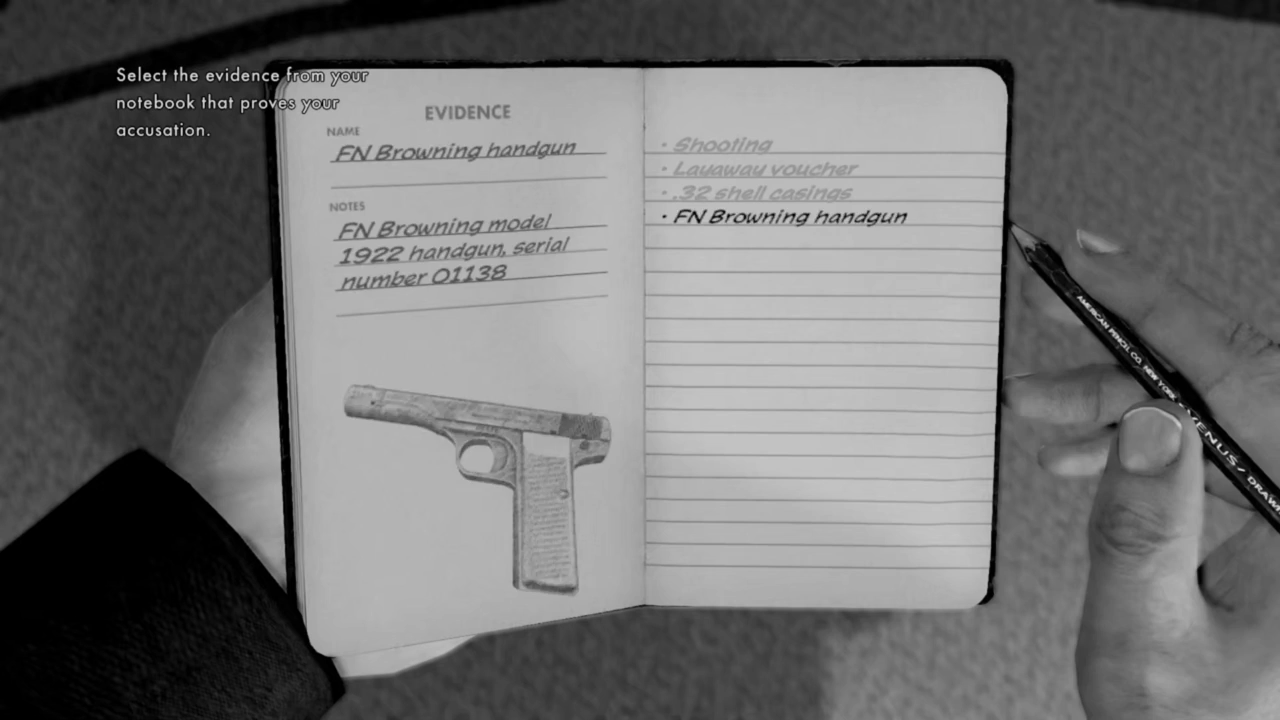 Select the evidence from your
notebook that proves your
accusation.
EVIDENCE
NAME
FN Browning handgun
NOTES
FN Browning model
1922 handgun, serial
number 01138
• Shooting
• Layaway voucher
• .32 shell casings
• FN Browning handgun
AMERICAN PENCIL CO. NEW YORK
VENUS